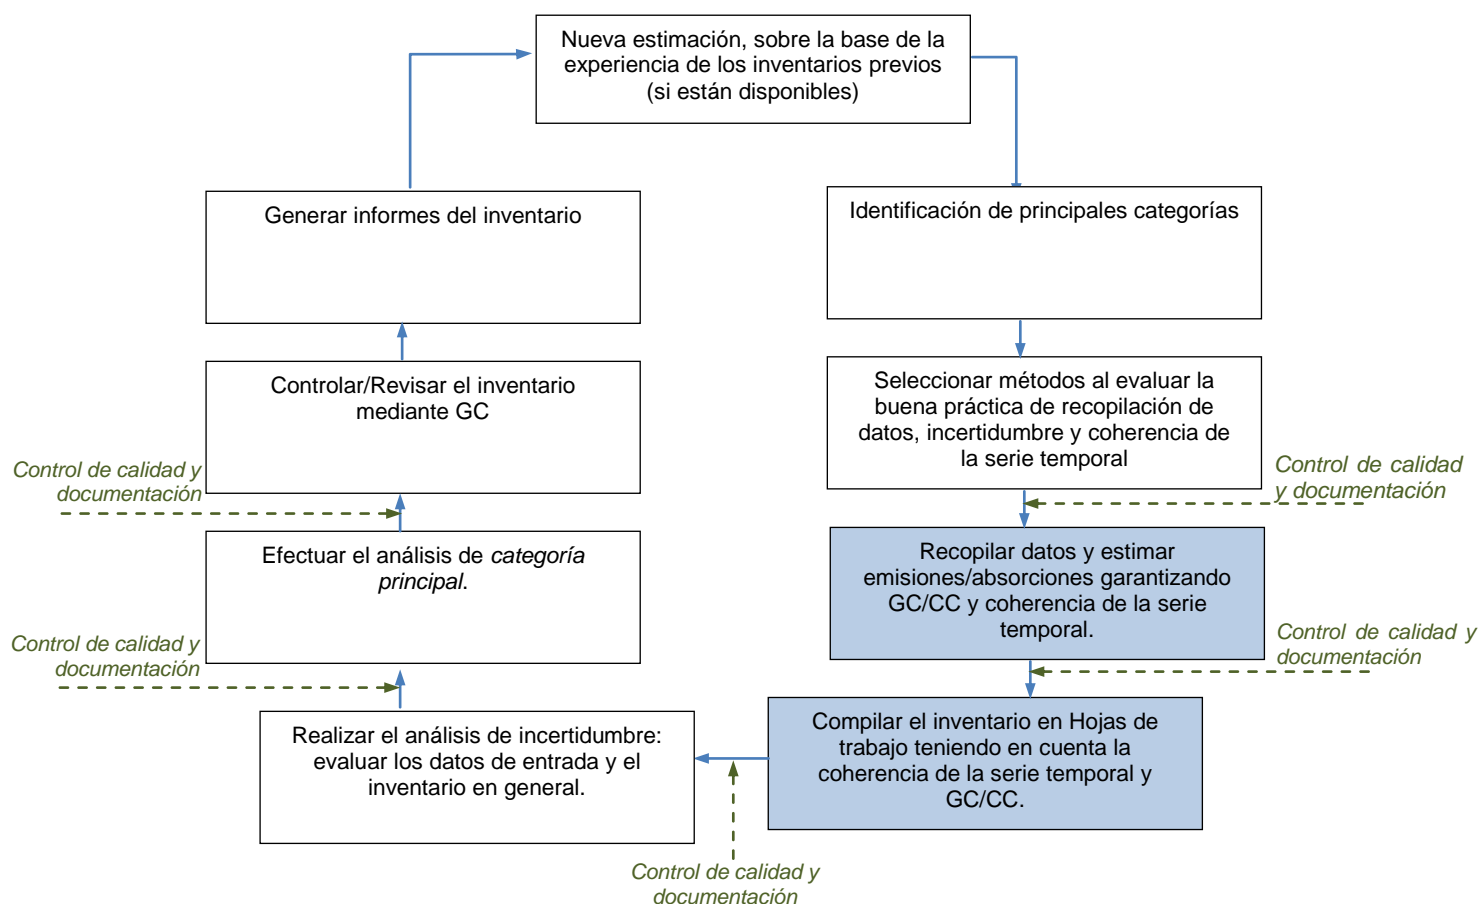 Nueva estimación, sobre la base de la
experiencia de los inventarios previos
(si están disponibles)
Generar informes del inventario
Identificación de principales categorías
Controlar/Revisar el inventario
mediante GC
Seleccionar métodos al evaluar la
buena práctica de recopilación de
datos, incertidumbre y coherencia de
la serie temporal
Control de calidad y
documentación
Control de calidad
y documentación
Efectuar el análisis de categoría
principal.
Recopilar datos y estimar
emisiones/absorciones garantizando
GC/CC y coherencia de la serie
temporal.
Control de calidad y
documentación
Control de calidad y
documentación
Realizar el análisis de incertidumbre:
evaluar los datos de entrada y el
inventario en general.
Compilar el inventario en Hojas de
trabajo teniendo en cuenta la
coherencia de la serie temporal y
GC/CC.
Control de calidad y
documentación